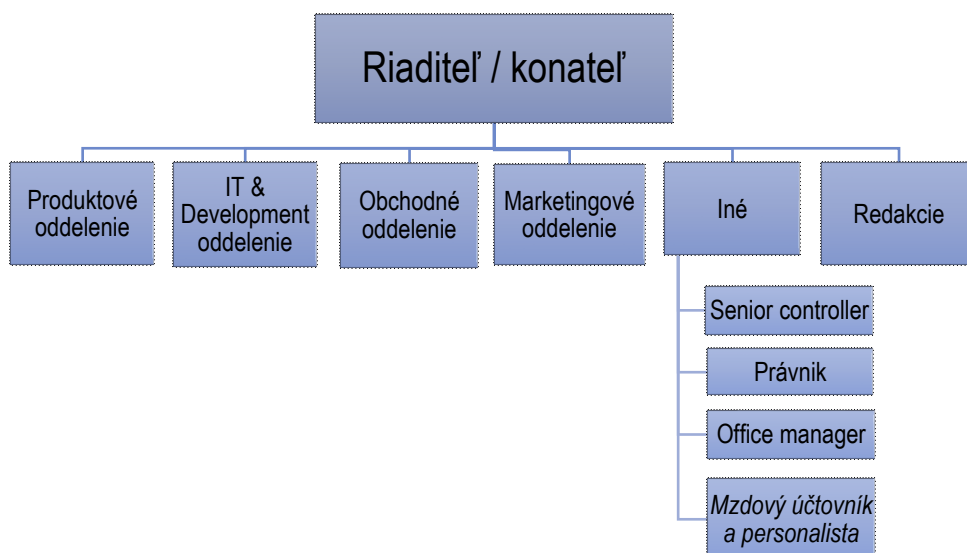 Riaditeľ / konateľ
Produktové
oddelenie
IT &
Development
oddelenie
Obchodné
oddelenie
Marketingové
oddelenie
Iné
Redakcie
Senior controller
Právnik
Office manager
Mzdový účtovník
a personalista